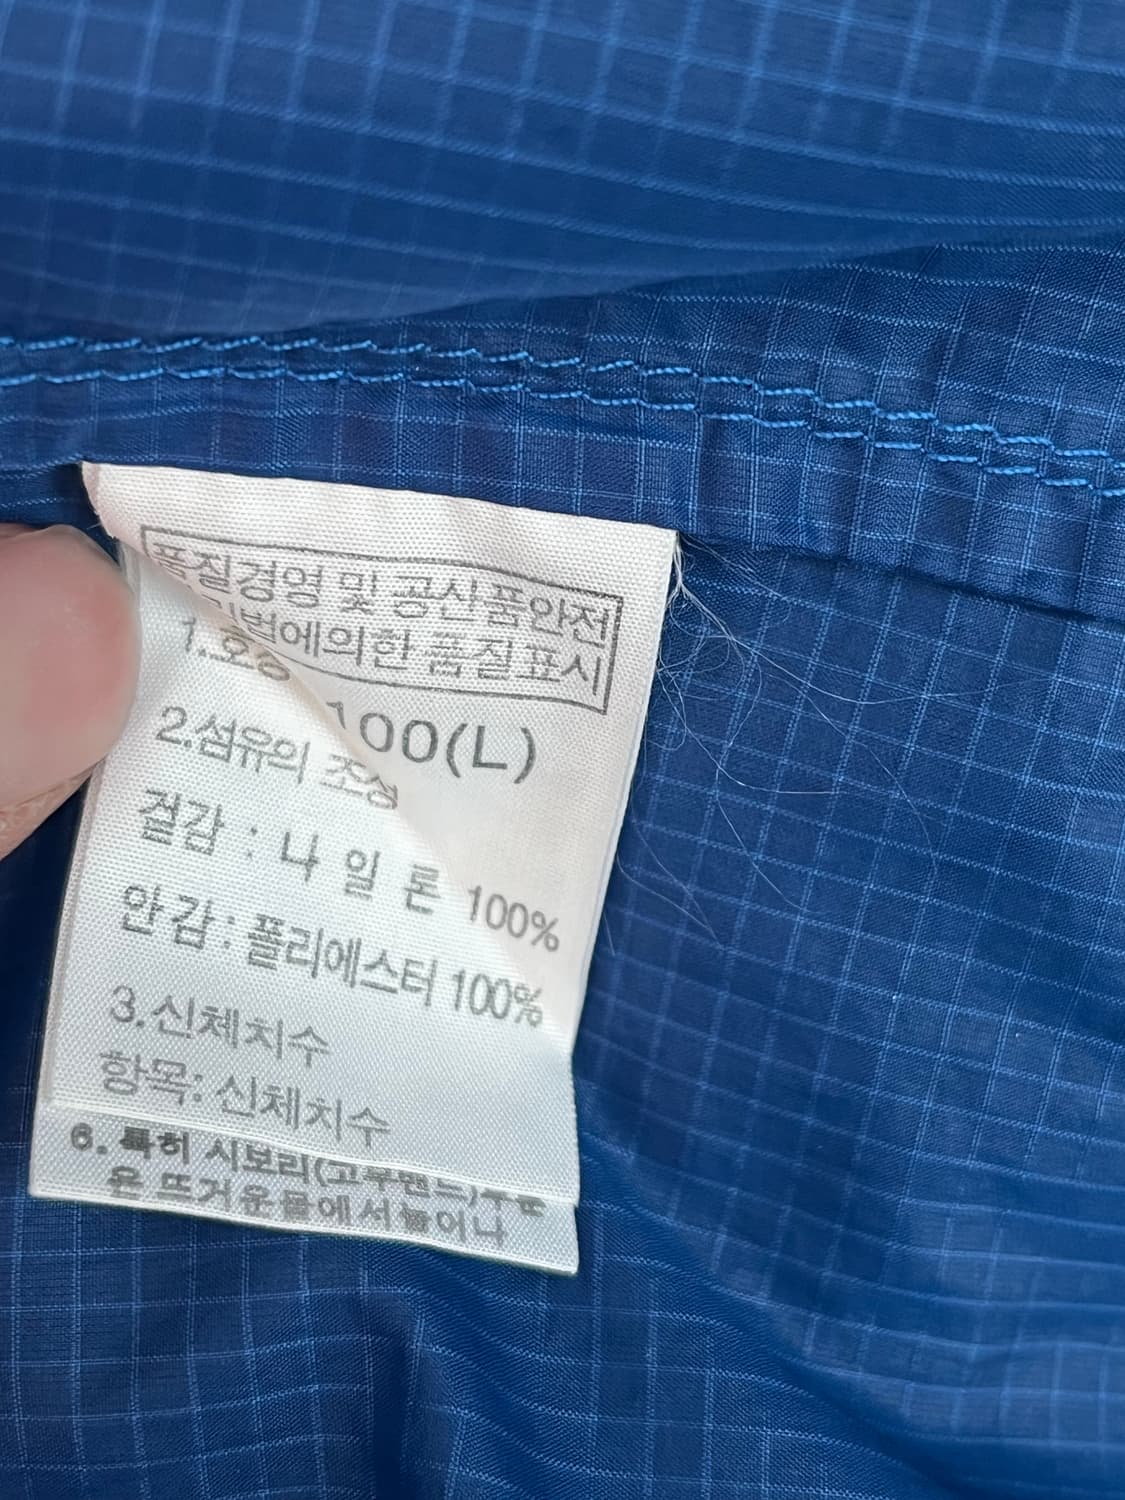 품질경영 및 공산품안전
법에의한 품질표시
1.호칭
100(L)
2.섬유의 조성
겉감 : 나 일 론 100%
안감 : 폴리에스터 100%
3.신체치수
항목: 신체치수
6. 특히 시보리(고무밴드)부분
은 뜨거운물에서 늘어나